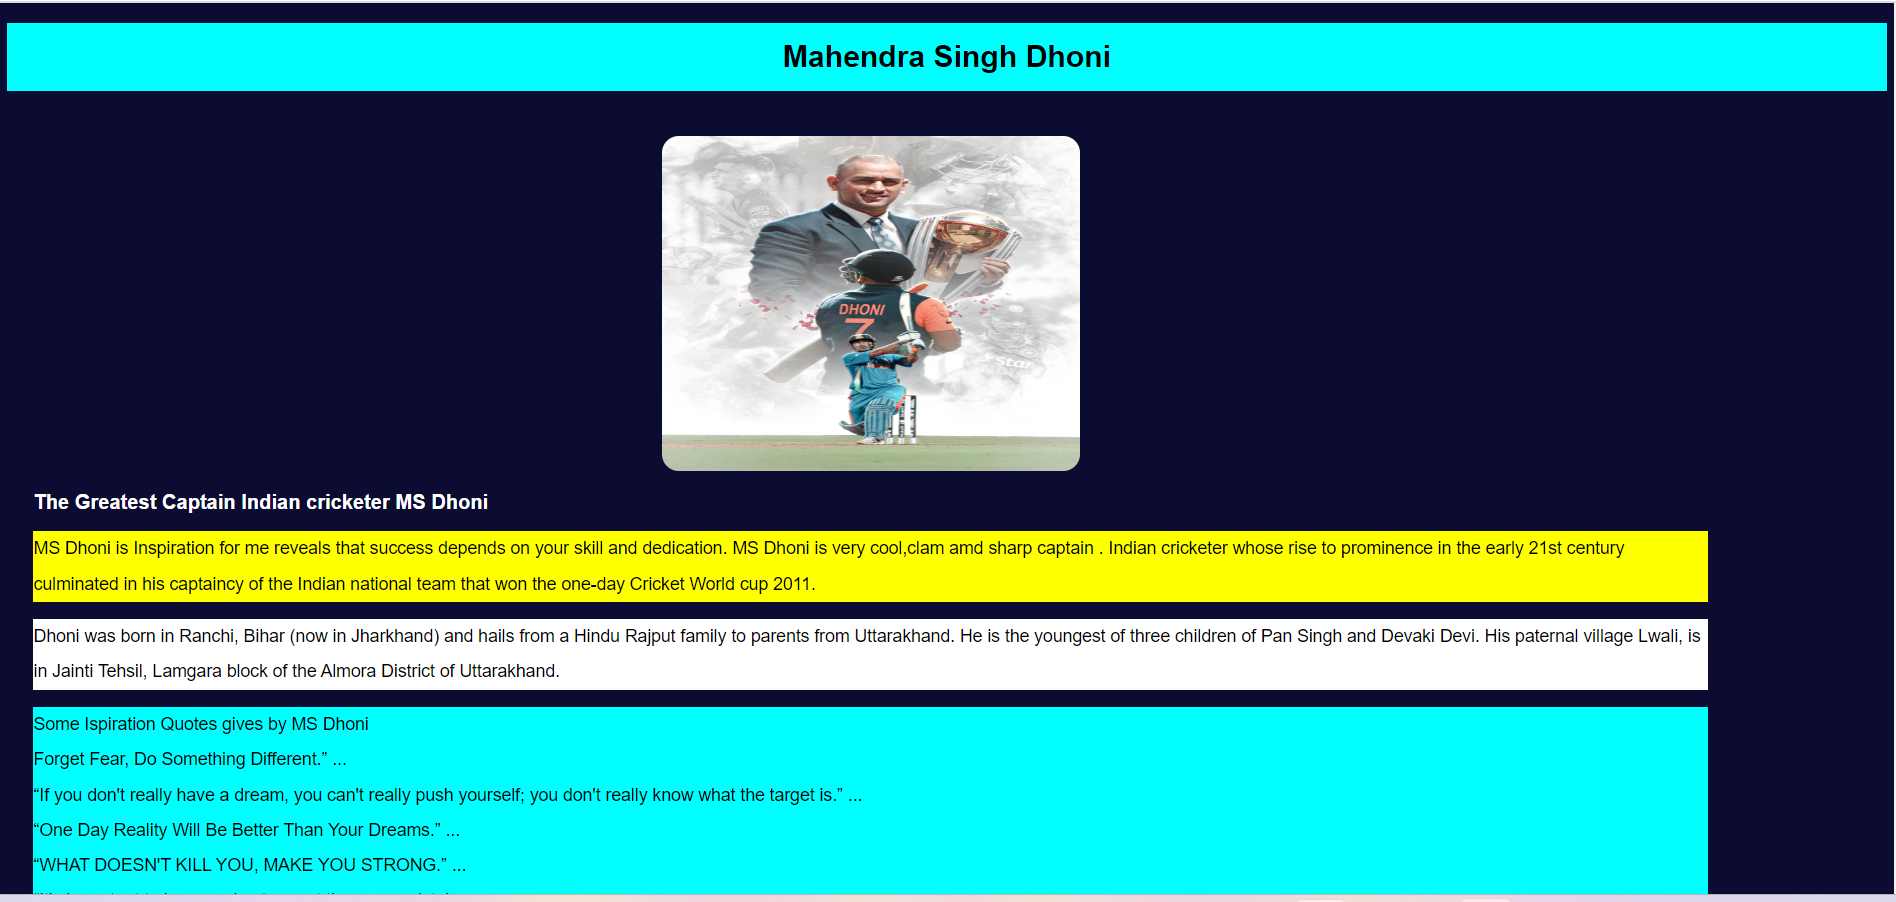 Mahendra Singh Dhoni
DHONI
7
star
The Greatest Captain Indian cricketer MS Dhoni
MS Dhoni is Inspiration for me reveals that success depends on your skill and dedication. MS Dhoni is very cool,clam amd sharp captain . Indian cricketer whose rise to prominence in the early 21st century
culminated in his captaincy of the Indian national team that won the one-day Cricket World cup 2011.
Dhoni was born in Ranchi, Bihar (now in Jharkhand) and hails from a Hindu Rajput family to parents from Uttarakhand. He is the youngest of three children of Pan Singh and Devaki Devi. His paternal village Lwali, is
in Jainti Tehsil, Lamgara block of the Almora District of Uttarakhand.
Some Ispiration Quotes gives by MS Dhoni
Forget Fear, Do Something Different.” ...
“If you don't really have a dream, you can't really push yourself; you don't really know what the target is.” ...
“One Day Reality Will Be Better Than Your Dreams.” ...
“WHAT DOESN'T KILL YOU, MAKE YOU STRONG.” ...